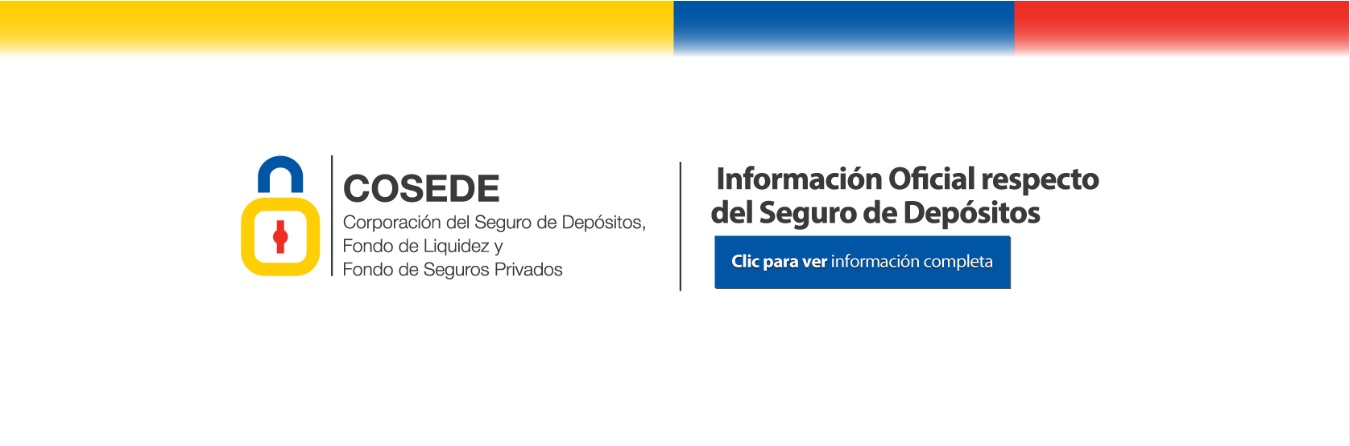 COSEDE
Corporación del Seguro de Depósitos,
Fondo de Liquidez y
Fondo de Seguros Privados
Información Oficial respecto
del Seguro de Depósitos
Clic para ver información completa